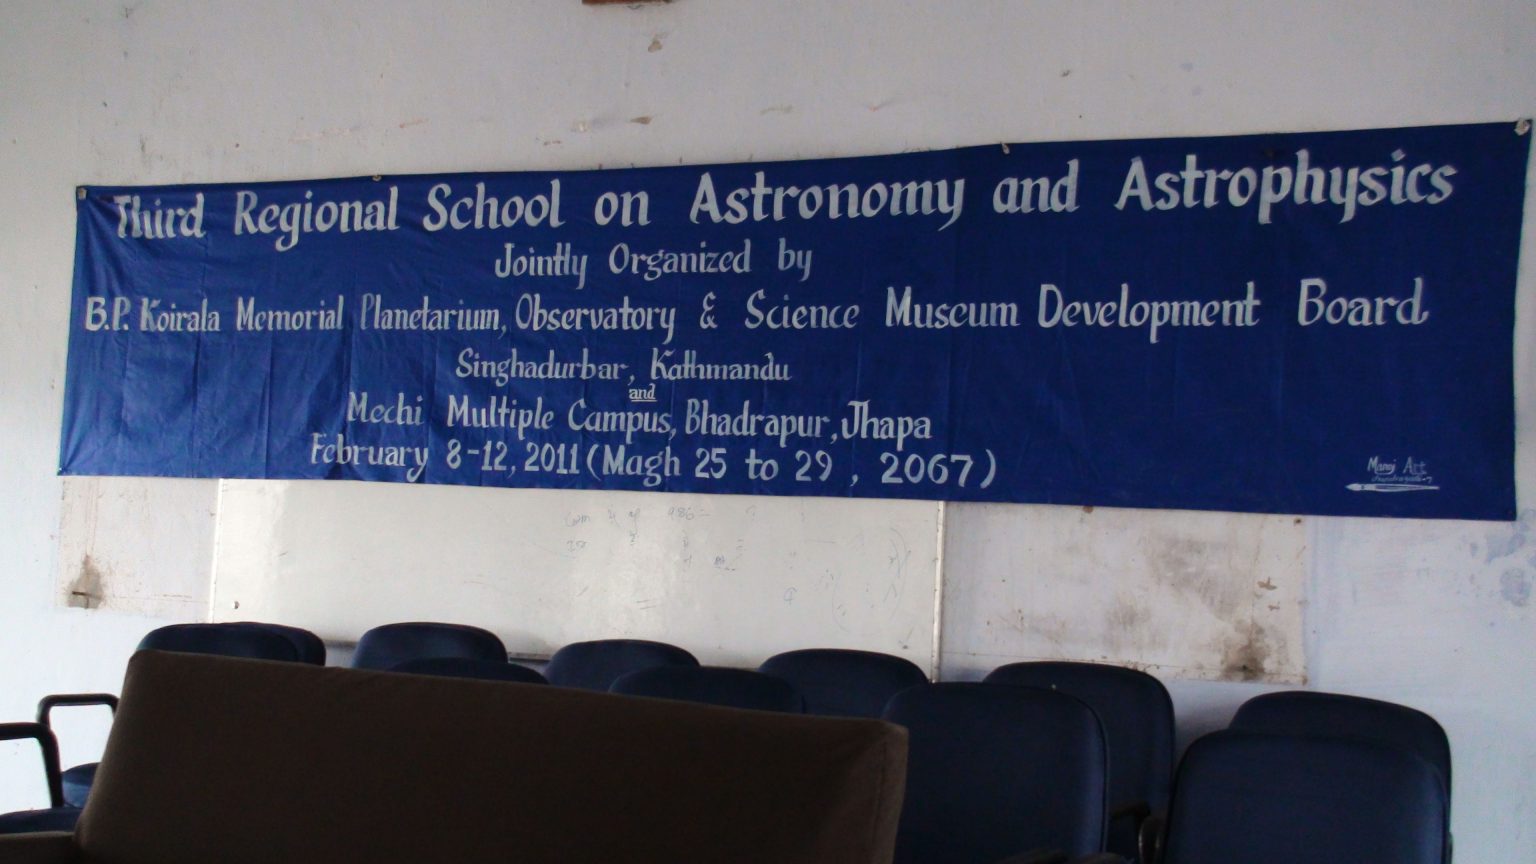 Third Regional School on Astronomy and Astrophysics
Jointly Organized by
B.P. Koirala Memorial Planetarium, Observatory & Science Museum Development Board
Singhadurbar, Kathmandu
and
Mechi Multiple Campus, Bhadrapur, Jhapa
February 8-12, 2011 (Magh 25 to 29, 2067)
Manoj Art